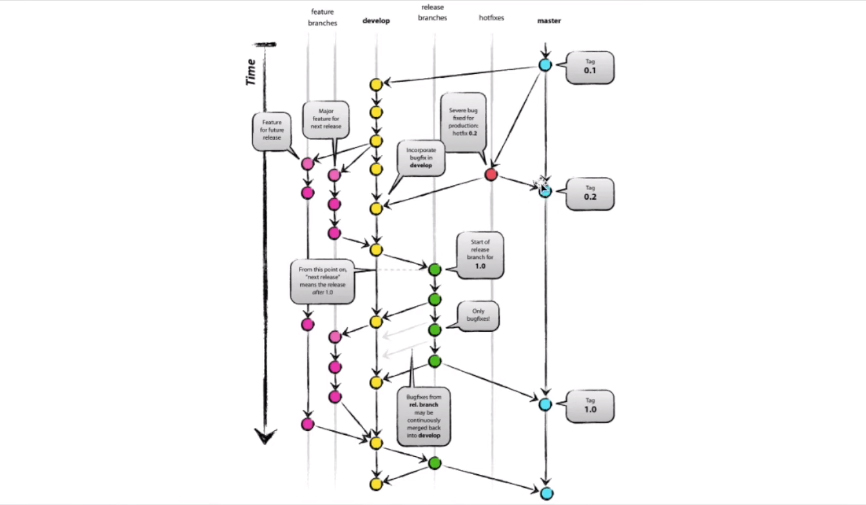 feature
branches
develop
release
branches
hotfixes
master
Time
Tag
0.1
Feature
for future
release
Major
feature for
next release
Severe bug
fixed for
production:
hotfix 0.2
Incorporate
bugfix in
develop
Tag
0.2
Start of
release
branch for
1.0
From this point on,
"next release"
means the release
after 1.0
Only
bugfixes!
Bugfixes from
rel. branch
may be
continuously
merged back
into develop
Tag
1.0